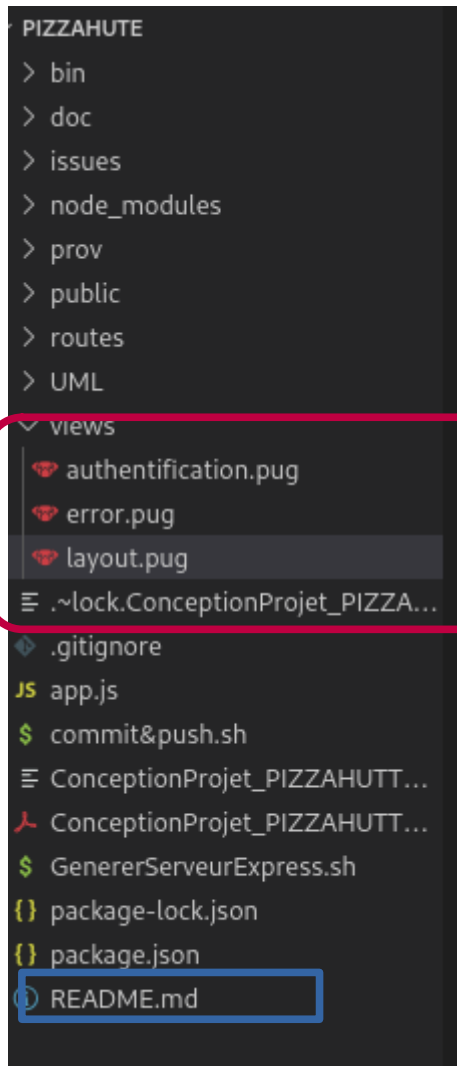 PIZZAHUTE
bin
doc
issues
node_modules
prov
public
routes
UML
views
authentification.pug
error.pug
layout.pug
.~lock.ConceptionProjet_PIZZA...
.gitignore
JS app.js
$ commit&push.sh
ConceptionProjet_PIZZAHUTT...
ConceptionProjet_PIZZAHUTT...
$ GenererServeurExpress.sh
{} package-lock.json
{} package.json
README.md